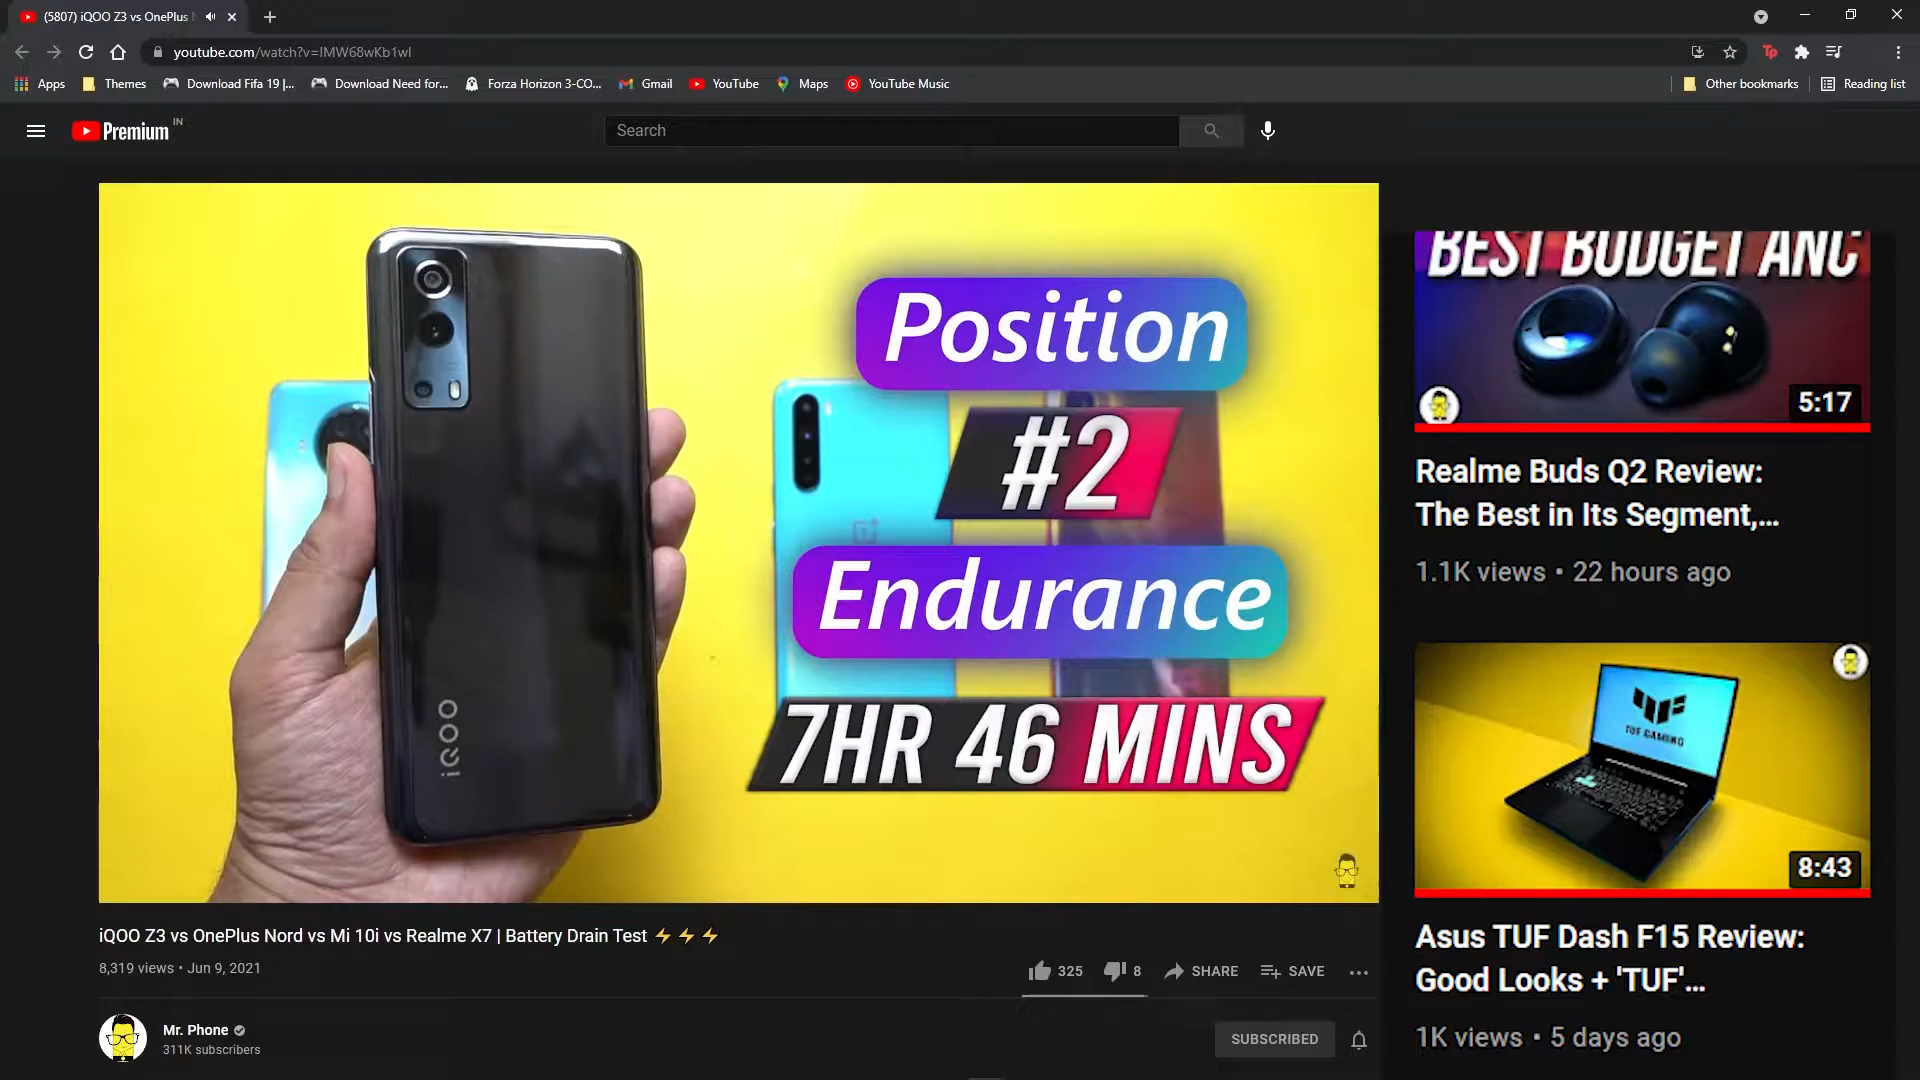 (5807) iQOO Z3 vs OnePlus
youtube.com/watch?v=IMW68wKb1wI
Apps
Themes
Download Fifa 19 |...
Download Need for...
Forza Horizon 3-CO...
Gmail
YouTube
Maps
YouTube Music
Other bookmarks
Reading list
Premium IN
Search
Position
#2
Endurance
7HR 46 MINS
iQOO
BEST BUDGET ANC
5:17
Realme Buds Q2 Review:
The Best in Its Segment,...
1.1K views • 22 hours ago
TUF GAMING
8:43
Asus TUF Dash F15 Review:
Good Looks + 'TUF'...
1K views • 5 days ago
iQOO Z3 vs OnePlus Nord vs Mi 10i vs Realme X7 | Battery Drain Test ⚡⚡⚡
8,319 views • Jun 9, 2021
325
8
SHARE
SAVE
Mr. Phone
311K subscribers
SUBSCRIBED